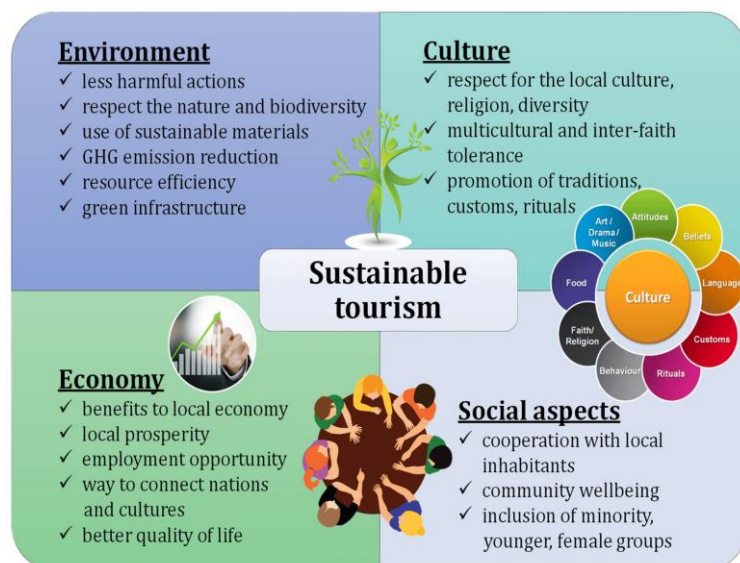 Environment
✓ less harmful actions
✓ respect the nature and biodiversity
✓ use of sustainable materials
✓ GHG emission reduction
✓ resource efficiency
✓ green infrastructure
Culture
✓ respect for the local culture,
religion, diversity
✓ multicultural and inter-faith
tolerance
✓ promotion of traditions,
customs, rituals
Sustainable
tourism
Attitudes
Beliefs
Language
Customs
Rituals
Behaviour
Faith/
Religion
Food
Art /
Drama /
Music
Culture
Economy
✓ benefits to local economy
✓ local prosperity
✓ employment opportunity
✓ way to connect nations
and cultures
✓ better quality of life
Social aspects
✓ cooperation with local
inhabitants
✓ community wellbeing
✓ inclusion of minority,
younger, female groups